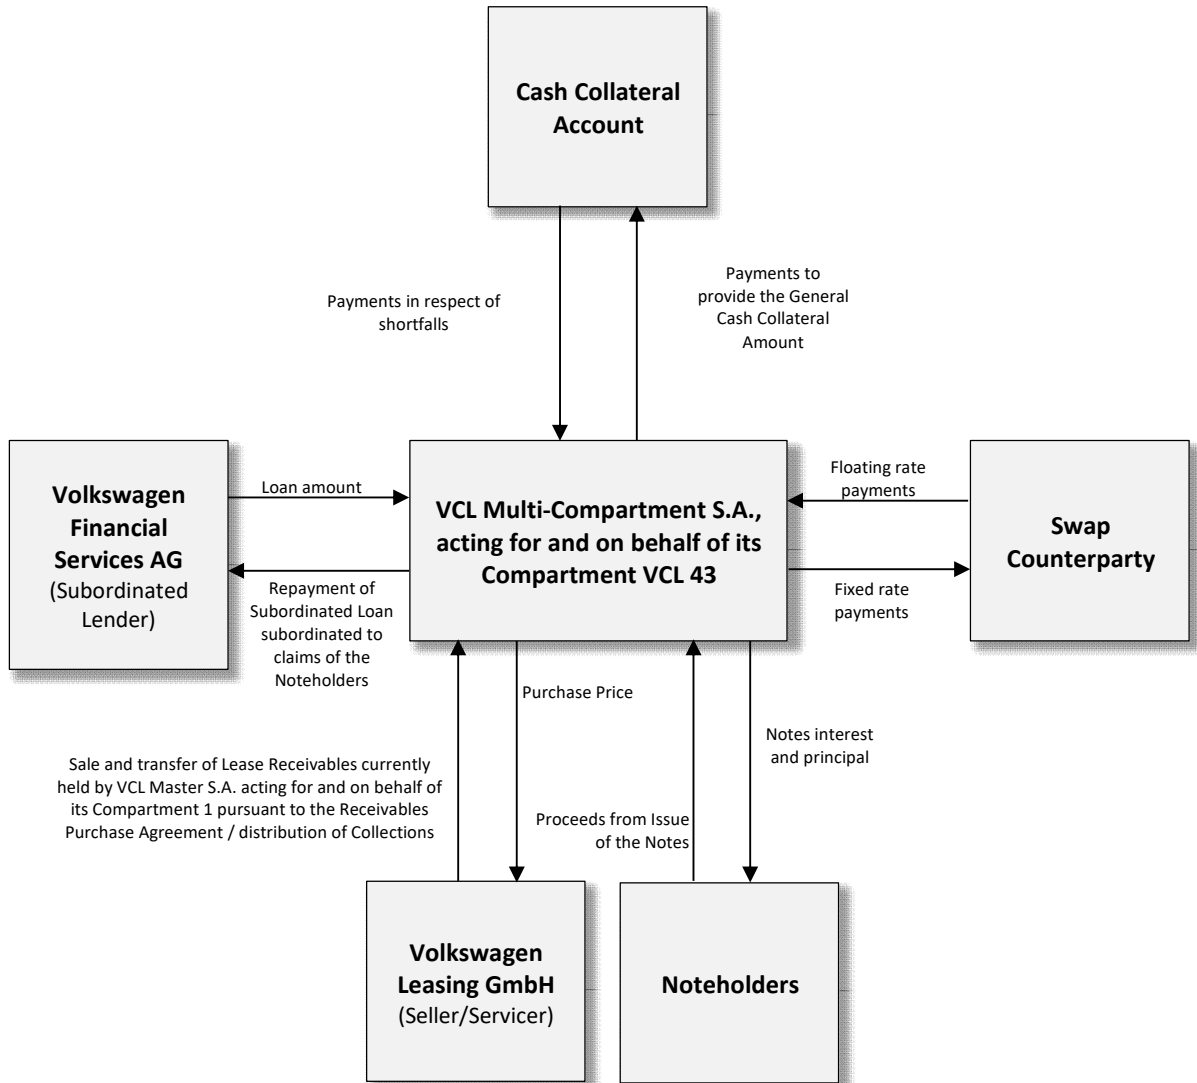 Cash Collateral
Account
Payments in respect of
shortfalls
Payments to
provide the General
Cash Collateral
Amount
Volkswagen
Financial
Services AG
(Subordinated
Lender)
Loan amount
Repayment of
Subordinated Loan
subordinated to
claims of the
Noteholders
VCL Multi-Compartment S.A.,
acting for and on behalf of its
Compartment VCL 43
Floating rate
payments
Fixed rate
payments
Swap
Counterparty
Sale and transfer of Lease Receivables currently
held by VCL Master S.A. acting for and on behalf of
its Compartment 1 pursuant to the Receivables
Purchase Agreement / distribution of Collections
Purchase Price
Proceeds from Issue
of the Notes
Notes interest
and principal
Volkswagen
Leasing GmbH
(Seller/Servicer)
Noteholders